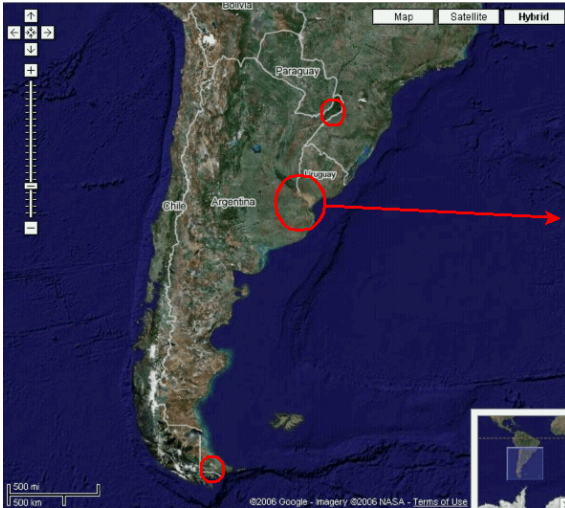 Bolivia
Map
Satellite
Hybrid
Paraguay
Uruguay
Chile
Argentina
500 mi
500 km
©2006 Google - Imagery ©2006 NASA - Terms of Use